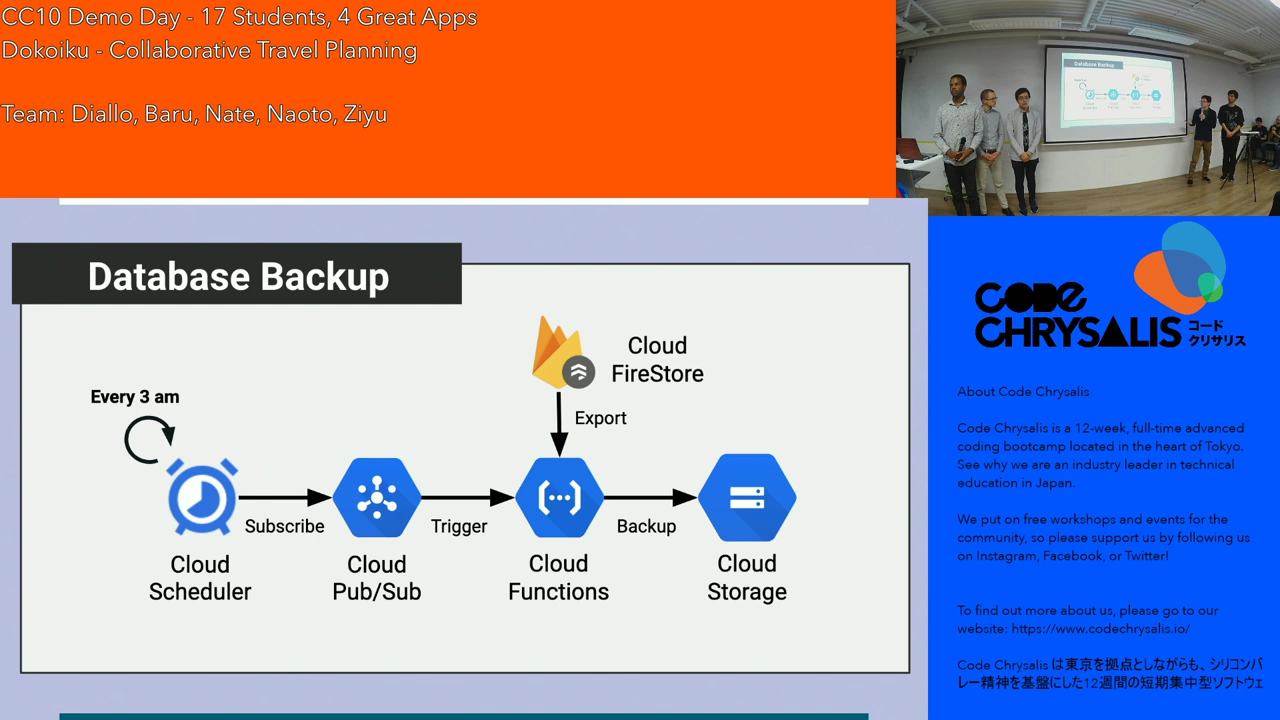 CC10 Demo Day - 17 Students, 4 Great Apps
Dokoiku - Collaborative Travel Planning
Team: Diallo, Baru, Nate, Naoto, Ziyu
Database Backup
Database Backup
Cloud
FireStore
Every 3 am
Export
Subscribe
Trigger
Backup
Cloud
Scheduler
Cloud
Pub/Sub
Cloud
Functions
Cloud
Storage
CODE
CHRYSALIS
コード
クリサリス
About Code Chrysalis
Code Chrysalis is a 12-week, full-time advanced
coding bootcamp located in the heart of Tokyo.
See why we are an industry leader in technical
education in Japan.
We put on free workshops and events for the
community, so please support us by following us
on Instagram, Facebook, or Twitter!
To find out more about us, please go to our
website: https://www.codechrysalis.io/
Code Chrysalis は東京を拠点としながらも、シリコンバ
レー精神を基盤にした12週間の短期集中型ソフトウェ